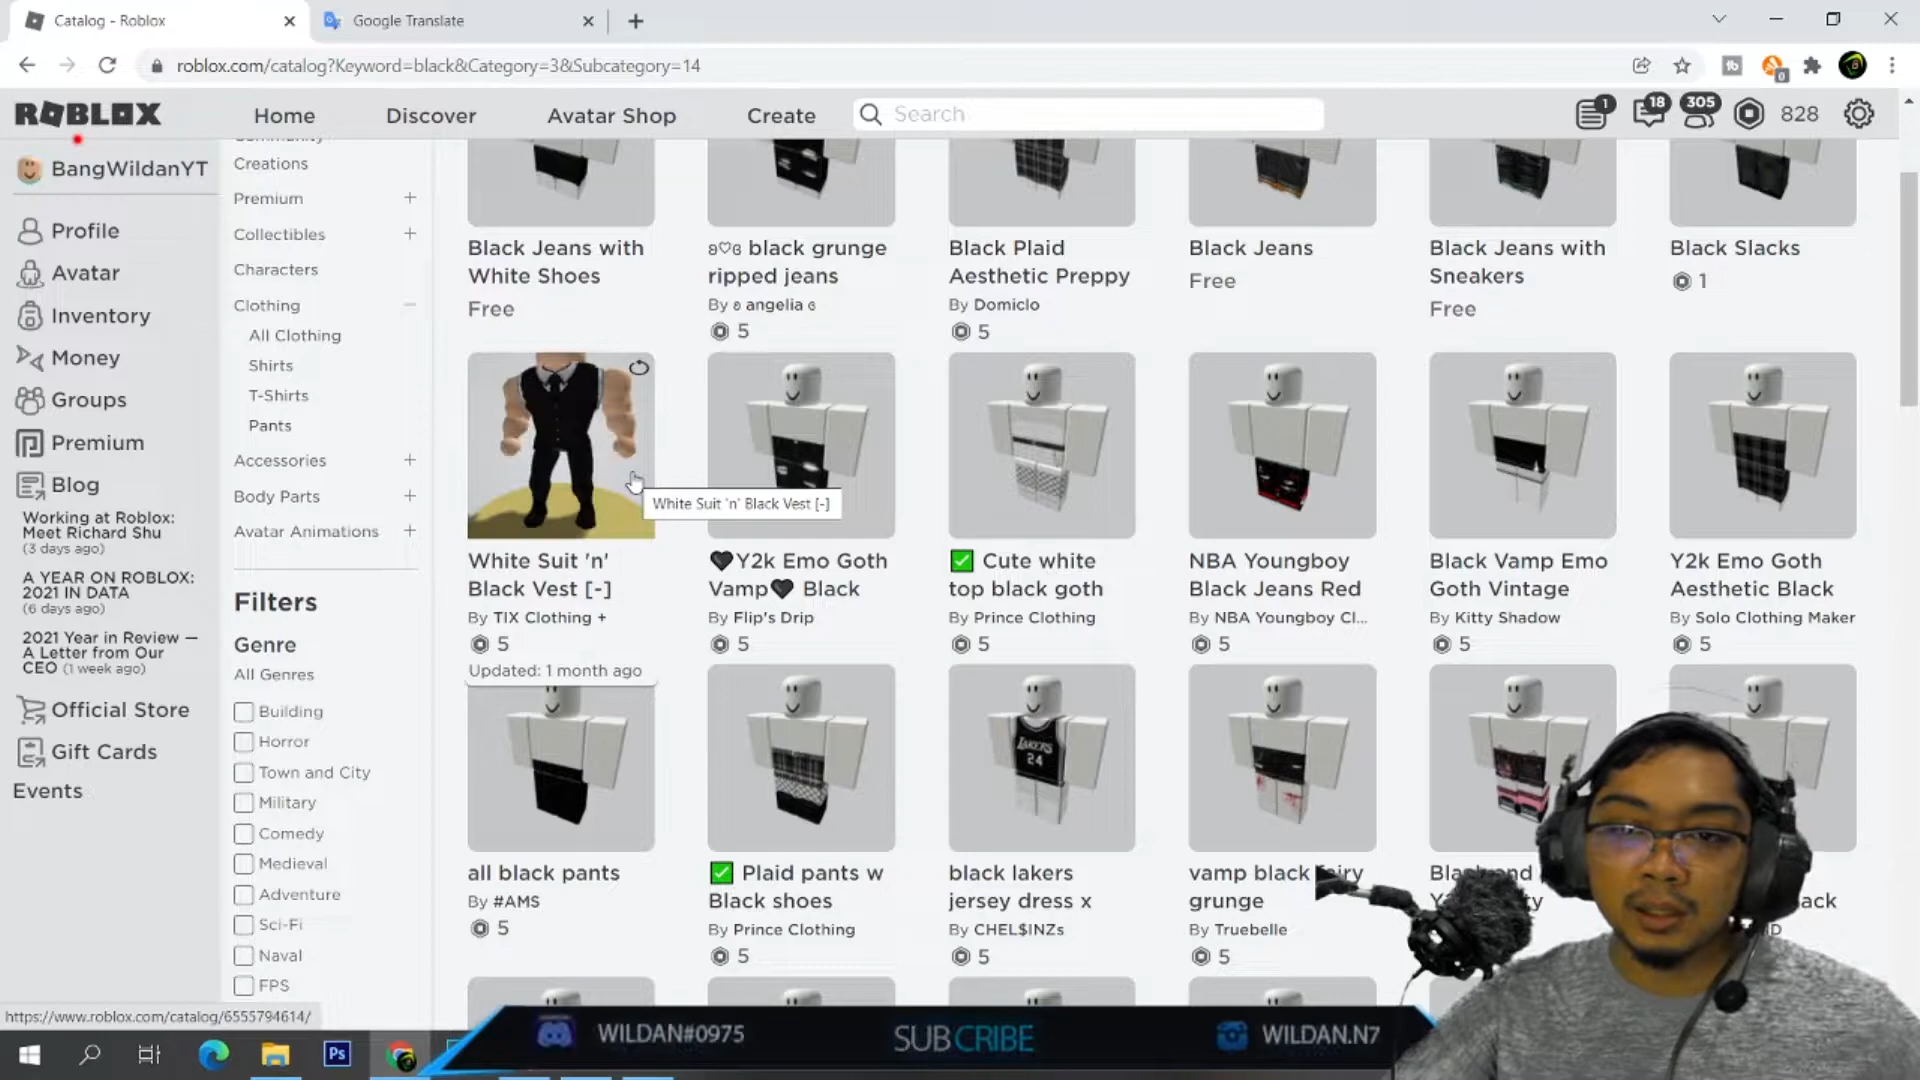 Catalog - Roblox
Google Translate
roblox.com/catalog?Keyword=black&Category=3&Subcategory=14
ROBLOX
Home
Discover
Avatar Shop
Create
Search
1
18
305
828
BangWildanYT
Profile
Avatar
Inventory
Money
Groups
Premium
Blog
Working at Roblox:
Meet Richard Shu
(3 days ago)
A YEAR ON ROBLOX:
2021 IN DATA
(6 days ago)
2021 Year in Review —
A Letter from Our
CEO (1 week ago)
Official Store
Gift Cards
Events
Community
Creations
Premium +
Collectibles +
Characters
Clothing —
All Clothing
Shirts
T-Shirts
Pants
Accessories +
Body Parts +
Avatar Animations +
Filters
Genre
All Genres
Building
Horror
Town and City
Military
Comedy
Medieval
Adventure
Sci-Fi
Naval
FPS
Black Jeans with
White Shoes
Free
ʚ♡ɞ black grunge
ripped jeans
By ʚ angelia ɞ
5
Black Plaid
Aesthetic Preppy
By Domiclo
5
Black Jeans
Free
Black Jeans with
Sneakers
Free
Black Slacks
1
White Suit 'n' Black Vest [-]
White Suit 'n'
Black Vest [-]
By TIX Clothing +
5
Updated: 1 month ago
🖤Y2k Emo Goth
Vamp🖤 Black
By Flip's Drip
5
✅ Cute white
top black goth
By Prince Clothing
5
NBA Youngboy
Black Jeans Red
By NBA Youngboy Cl...
5
Black Vamp Emo
Goth Vintage
By Kitty Shadow
5
Y2k Emo Goth
Aesthetic Black
By Solo Clothing Maker
5
all black pants
By #AMS
5
✅ Plaid pants w
Black shoes
By Prince Clothing
5
LAKERS
24
black lakers
jersey dress x
By CHEL$INZs
5
vamp black
grunge
By Truebelle
5
https://www.roblox.com/catalog/6555794614/
Ps
WILDAN#0975
SUBCRIBE
WILDAN.N7